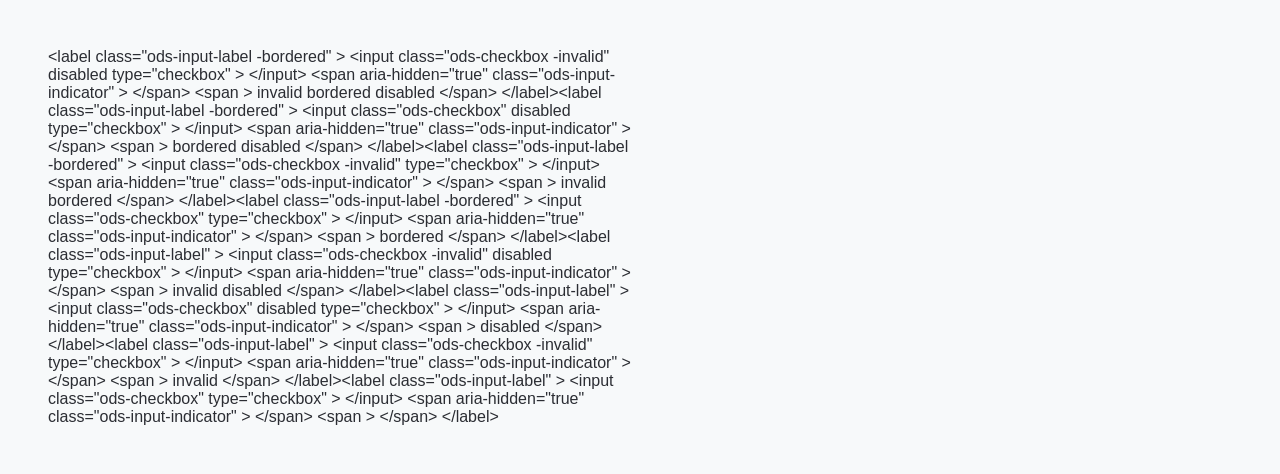 <label class="ods-input-label -bordered" > <input class="ods-checkbox -invalid"
disabled type="checkbox" > </input> <span aria-hidden="true" class="ods-input-
indicator" > </span> <span > invalid bordered disabled </span> </label><label
class="ods-input-label -bordered" > <input class="ods-checkbox" disabled
type="checkbox" > </input> <span aria-hidden="true" class="ods-input-indicator" >
</span> <span > bordered disabled </span> </label><label class="ods-input-label
-bordered" > <input class="ods-checkbox -invalid" type="checkbox" > </input>
<span aria-hidden="true" class="ods-input-indicator" > </span> <span > invalid
bordered </span> </label><label class="ods-input-label -bordered" > <input
class="ods-checkbox" type="checkbox" > </input> <span aria-hidden="true"
class="ods-input-indicator" > </span> <span > bordered </span> </label><label
class="ods-input-label" > <input class="ods-checkbox -invalid" disabled
type="checkbox" > </input> <span aria-hidden="true" class="ods-input-indicator" >
</span> <span > invalid disabled </span> </label><label class="ods-input-label" >
<input class="ods-checkbox" disabled type="checkbox" > </input> <span aria-
hidden="true" class="ods-input-indicator" > </span> <span > disabled </span>
</label><label class="ods-input-label" > <input class="ods-checkbox -invalid"
type="checkbox" > </input> <span aria-hidden="true" class="ods-input-indicator" >
</span> <span > invalid </span> </label><label class="ods-input-label" > <input
class="ods-checkbox" type="checkbox" > </input> <span aria-hidden="true"
class="ods-input-indicator" > </span> <span > </span> </label>